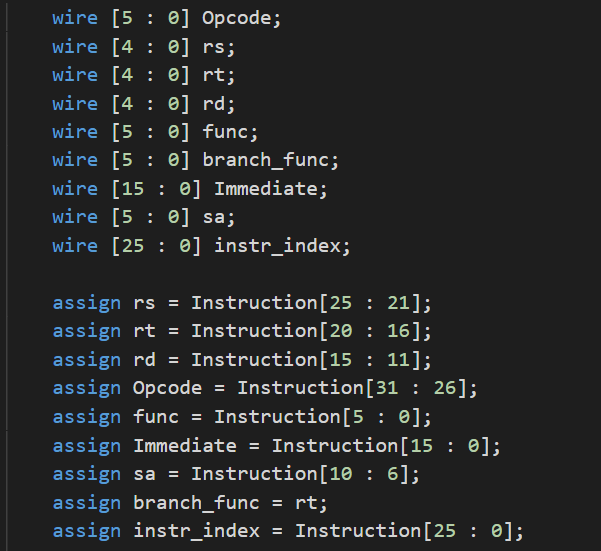 wire [5 : 0] Opcode;
wire [4 : 0] rs;
wire [4 : 0] rt;
wire [4 : 0] rd;
wire [5 : 0] func;
wire [5 : 0] branch_func;
wire [15 : 0] Immediate;
wire [5 : 0] sa;
wire [25 : 0] instr_index;
assign rs = Instruction[25 : 21];
assign rt = Instruction[20 : 16];
assign rd = Instruction[15 : 11];
assign Opcode = Instruction[31 : 26];
assign func = Instruction[5 : 0];
assign Immediate = Instruction[15 : 0];
assign sa = Instruction[10 : 6];
assign branch_func = rt;
assign instr_index = Instruction[25 : 0];